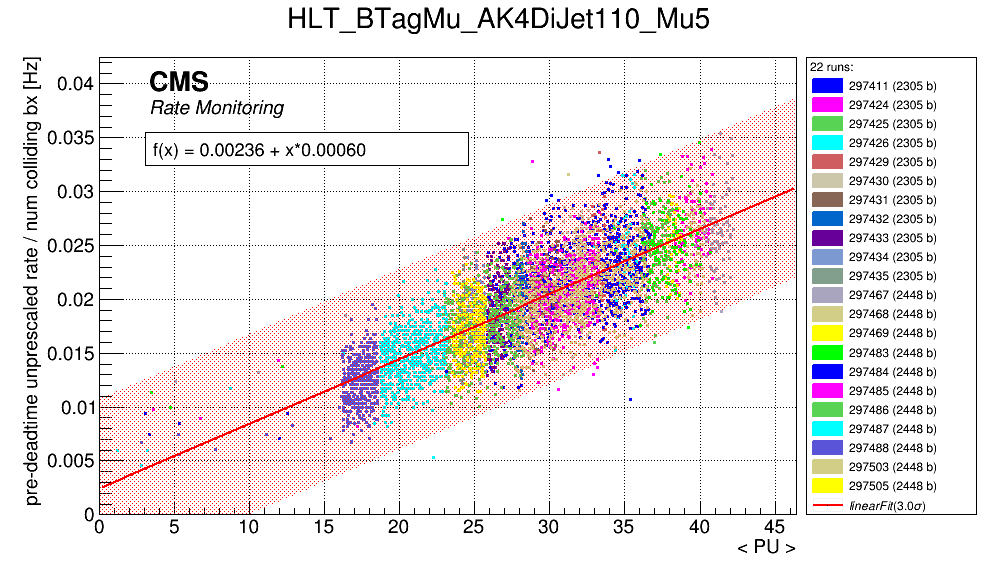 HLT_BTagMu_AK4DiJet110_Mu5
pre-deadtime unprescaled rate / num colliding bx [Hz]
CMS
Rate Monitoring
f(x) = 0.00236 + x*0.00060
0.04
0.035
0.03
0.025
0.02
0.015
0.01
0.005
0
0 5 10 15 20 25 30 35 40 45
< PU >
22 runs:
297411 (2305 b)
297424 (2305 b)
297425 (2305 b)
297426 (2305 b)
297429 (2305 b)
297430 (2305 b)
297431 (2305 b)
297432 (2305 b)
297433 (2305 b)
297434 (2305 b)
297435 (2305 b)
297467 (2448 b)
297468 (2448 b)
297469 (2448 b)
297483 (2448 b)
297484 (2448 b)
297485 (2448 b)
297486 (2448 b)
297487 (2448 b)
297488 (2448 b)
297503 (2448 b)
297505 (2448 b)
linearFit(3.0σ)